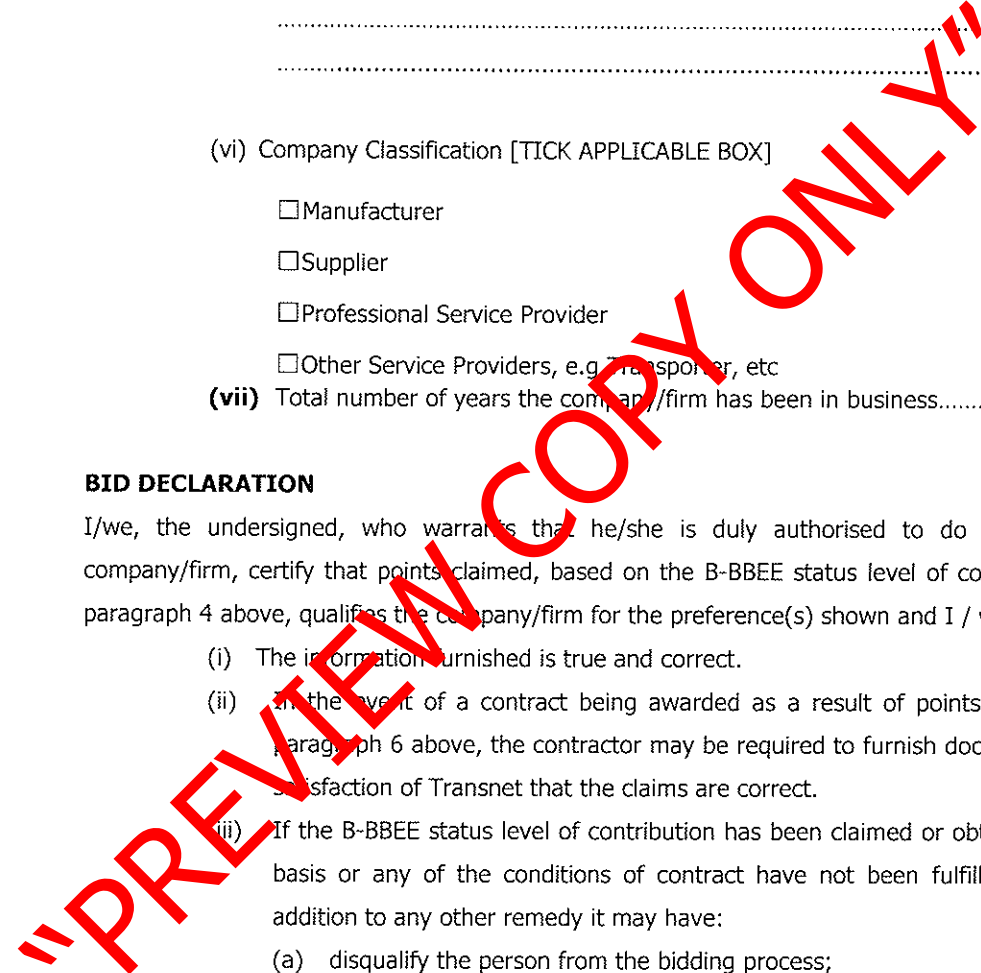 (vi) Company Classification [TICK APPLICABLE BOX]
☐Manufacturer
☐Supplier
☐Professional Service Provider
☐Other Service Providers, e.g Transporter, etc
(vii) Total number of years the company/firm has been in business.......
BID DECLARATION
I/we, the undersigned, who warrants that he/she is duly authorised to do
company/firm, certify that points claimed, based on the B-BBEE status level of co
paragraph 4 above, qualifies the company/firm for the preference(s) shown and I /
(i) The information furnished is true and correct.
(ii) In the event of a contract being awarded as a result of points
paragraph 6 above, the contractor may be required to furnish doc
satisfaction of Transnet that the claims are correct.
(iii) If the B-BBEE status level of contribution has been claimed or obt
basis or any of the conditions of contract have not been fulfill
addition to any other remedy it may have:
(a) disqualify the person from the bidding process;
"PREVIEW COPY ONLY"